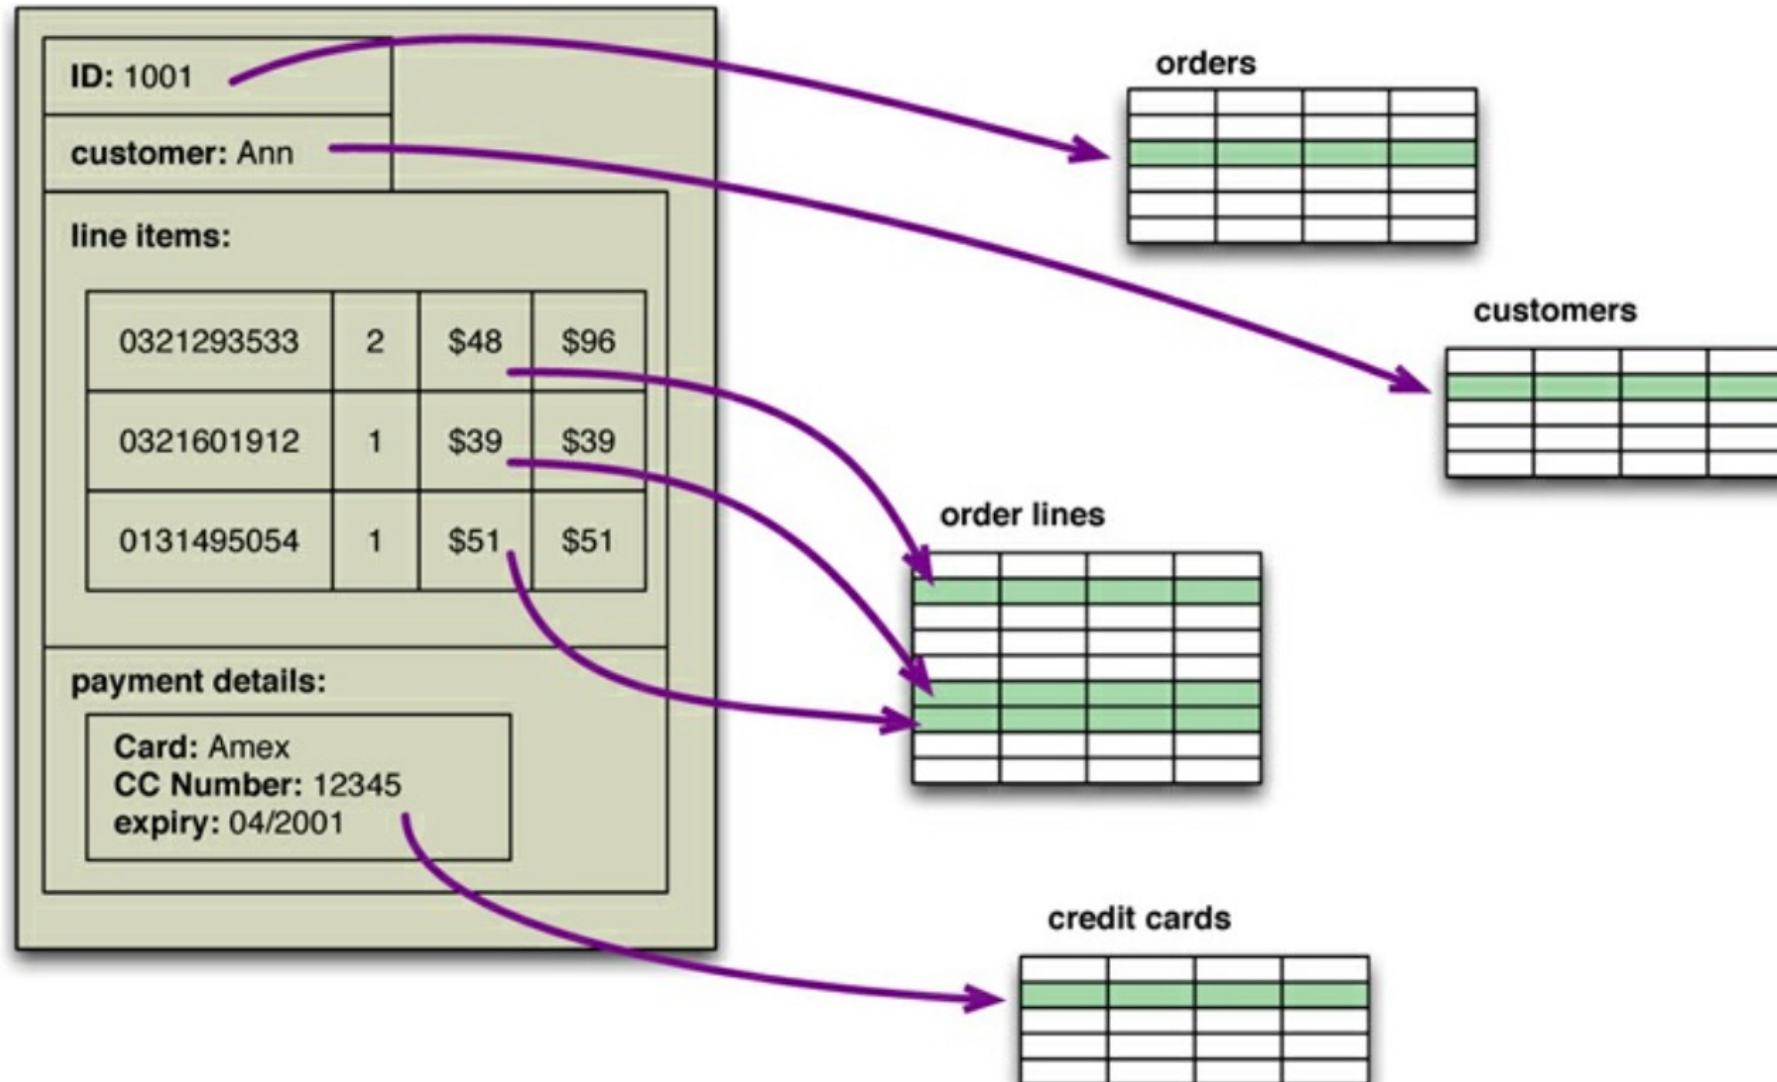 ID: 1001
customer: Ann
line items:
0321293533 2 $48 $96
0321601912 1 $39 $39
0131495054 1 $51 $51
payment details:
Card: Amex
CC Number: 12345
expiry: 04/2001
orders
customers
order lines
credit cards